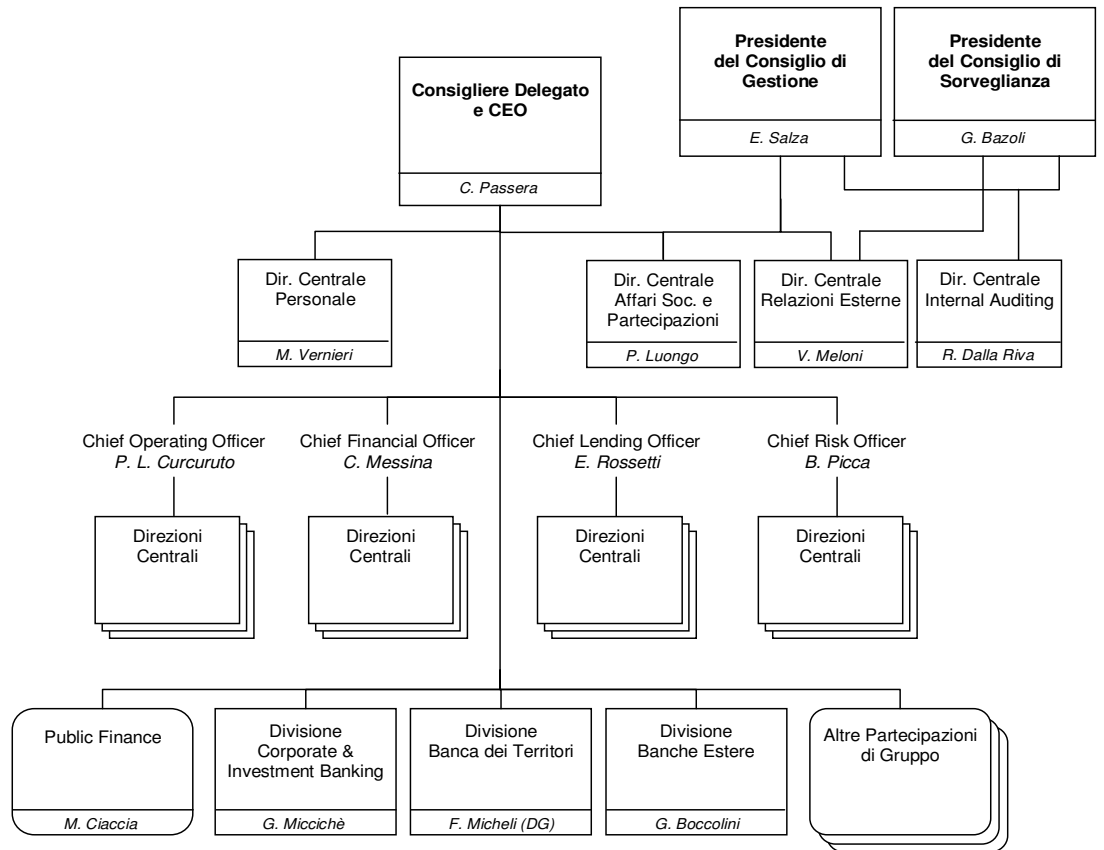 Presidente
del Consiglio di
Gestione
E. Salza
Presidente
del Consiglio di
Sorveglianza
G. Bazoli
Consigliere Delegato
e CEO
C. Passera
Dir. Centrale
Personale
M. Vernieri
Dir. Centrale
Affari Soc. e
Partecipazioni
P. Luongo
Dir. Centrale
Relazioni Esterne
V. Meloni
Dir. Centrale
Internal Auditing
R. Dalla Riva
Chief Operating Officer
P. L. Curcuruto
Chief Financial Officer
C. Messina
Chief Lending Officer
E. Rossetti
Chief Risk Officer
B. Picca
Direzioni
Centrali
Direzioni
Centrali
Direzioni
Centrali
Direzioni
Centrali
Public Finance
M. Ciaccia
Divisione
Corporate &
Investment Banking
G. Miccichè
Divisione
Banca dei Territori
F. Micheli (DG)
Divisione
Banche Estere
G. Boccolini
Altre Partecipazioni
di Gruppo